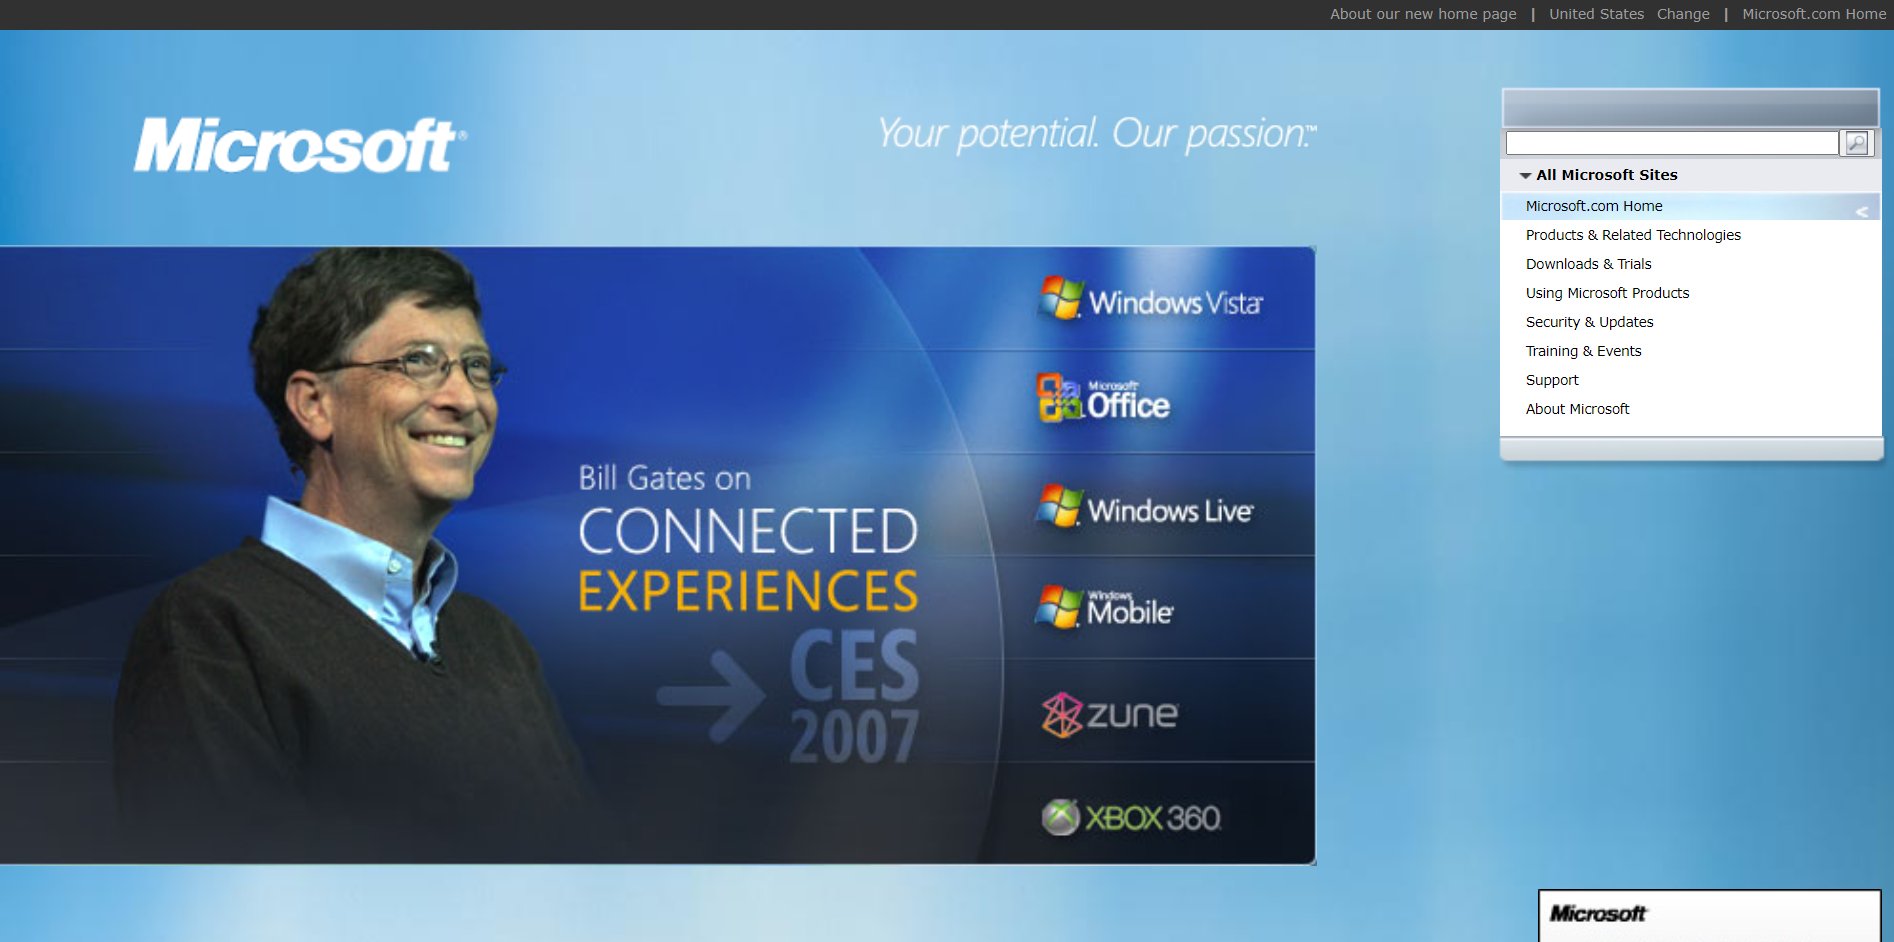 About our new home page | United States Change | Microsoft.com Home
Microsoft®
Your potential. Our passion.™
All Microsoft Sites
Microsoft.com Home
Products & Related Technologies
Downloads & Trials
Using Microsoft Products
Security & Updates
Training & Events
Support
About Microsoft
Bill Gates on
CONNECTED
EXPERIENCES
CES
2007
Windows Vista™
Microsoft®
Office
Windows Live™
Windows
Mobile®
zune
XBOX 360
Microsoft®